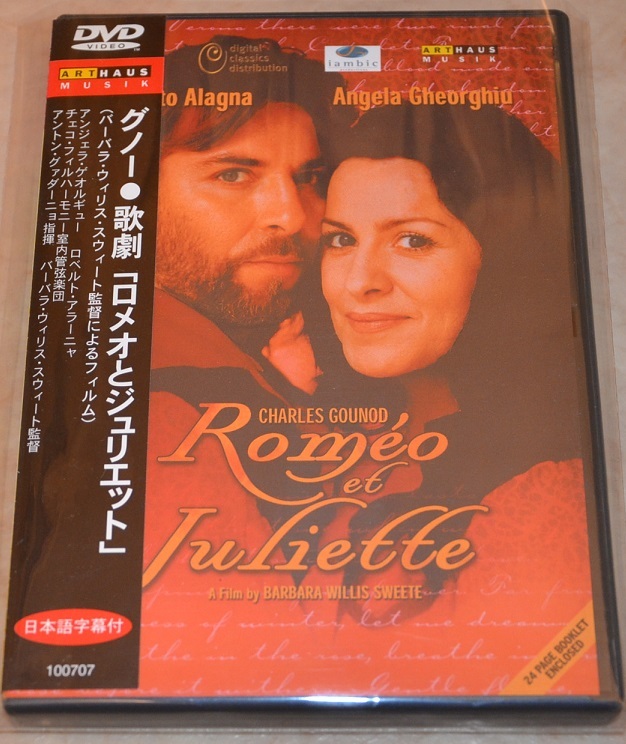 DVD
VIDEO
ARTHAUS
MUSIK
グノー●歌劇「ロメオとジュリエット」
(バーバラ・ウィリス・スウィート監督によるフィルム)
アンジェラ・ゲオルギュー　ロベルト・アラーニャ
チェコ・フィルハーモニー室内管弦楽団
アントン・グァダーニョ指揮　バーバラ・ウィリス・スウィート監督
日本語字幕付
100707
digital
classics
distribution
iambic
ARTHAUS
MUSIK
to Alagna
Angela Gheorghiu
CHARLES GOUNOD
Roméo
et
Juliette
A Film by BARBARA WILLIS SWEETE
24 PAGE BOOKLET
ENCLOSED